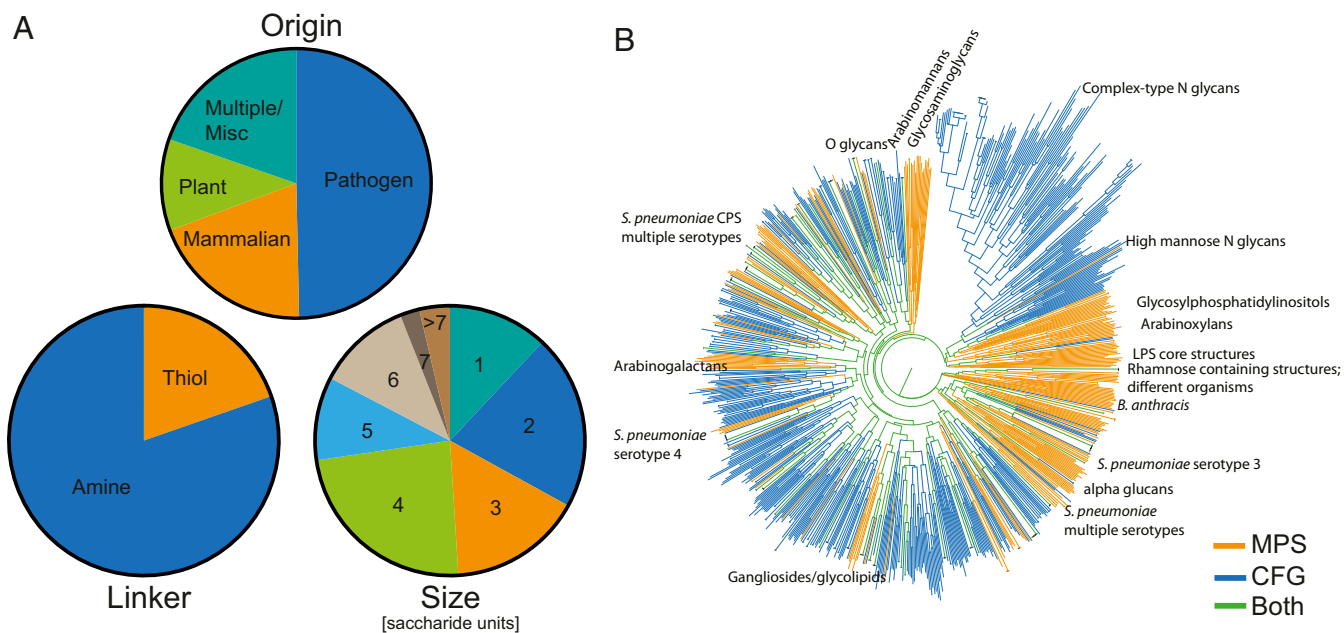 A
Origin
Multiple/
Misc
Pathogen
Plant
Mammalian
Thiol
Amine
Linker
>7
1
7
6
2
5
3
4
Size
[saccharide units]
B
Complex-type N glycans
Arabinomannans
Glycosaminoglycans
O glycans
S. pneumoniae CPS
multiple serotypes
High mannose N glycans
Glycosylphosphatidylinositols
Arabinoxylans
LPS core structures
Rhamnose containing structures;
different organisms
B. anthracis
Arabinogalactans
S. pneumoniae
serotype 4
S. pneumoniae serotype 3
alpha glucans
S. pneumoniae
multiple serotypes
Gangliosides/glycolipids
MPS
CFG
Both